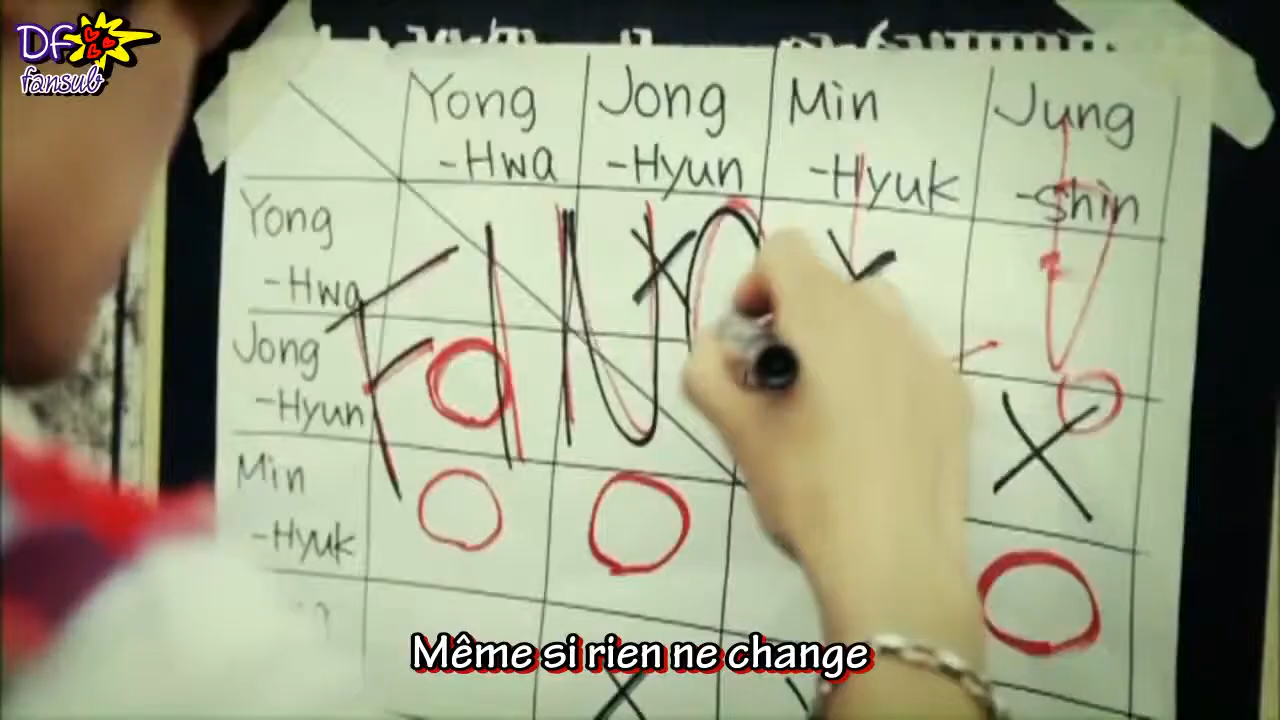 DF
fansub
Yong
-Hwa
Jong
-Hyun
Min
-Hyuk
Jung
-Shin
Yong
-Hwa
Jong
-Hyun
Min
-Hyuk
Même si rien ne change